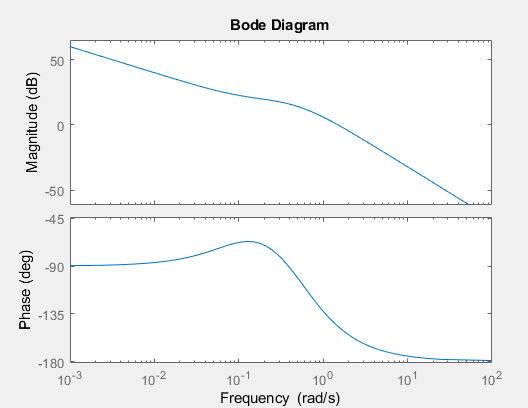 Bode Diagram
Magnitude (dB)
50
0
-50
Phase (deg)
-45
-90
-135
-180
10^-3 10^-2 10^-1 10^0 10^1 10^2
Frequency (rad/s)